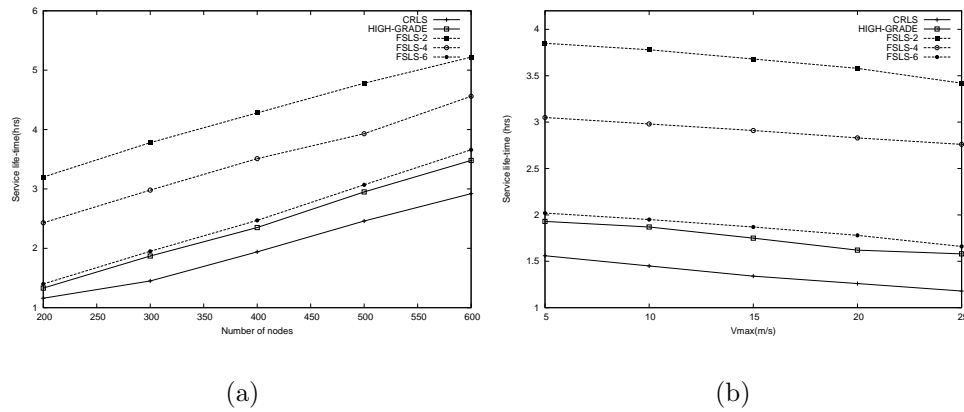 6
5
4
3
2
1
Service life-time(hrs)
CRLS
HIGH-GRADE
FSLS-2
FSLS-4
FSLS-6
200 250 300 350 400 450 500 550 600
Number of nodes
(a)
4
3.5
3
2.5
2
1.5
1
Service life-time (hrs)
CRLS
HIGH-GRADE
FSLS-2
FSLS-4
FSLS-6
5 10 15 20 25
Vmax(m/s)
(b)